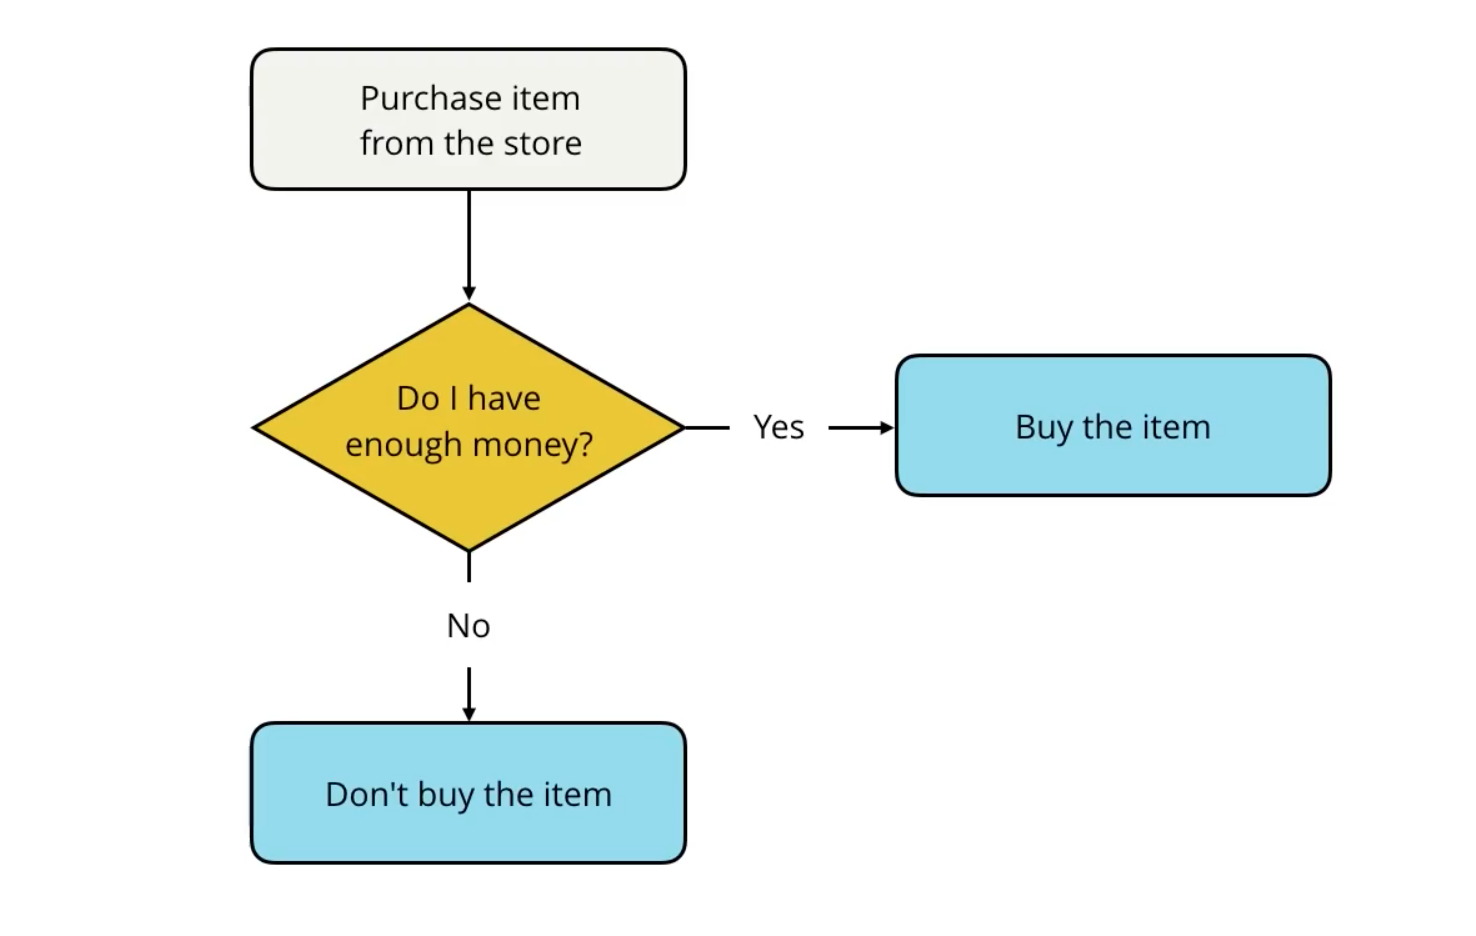 Purchase item
from the store
Do I have
enough money?
Yes
Buy the item
No
Don't buy the item